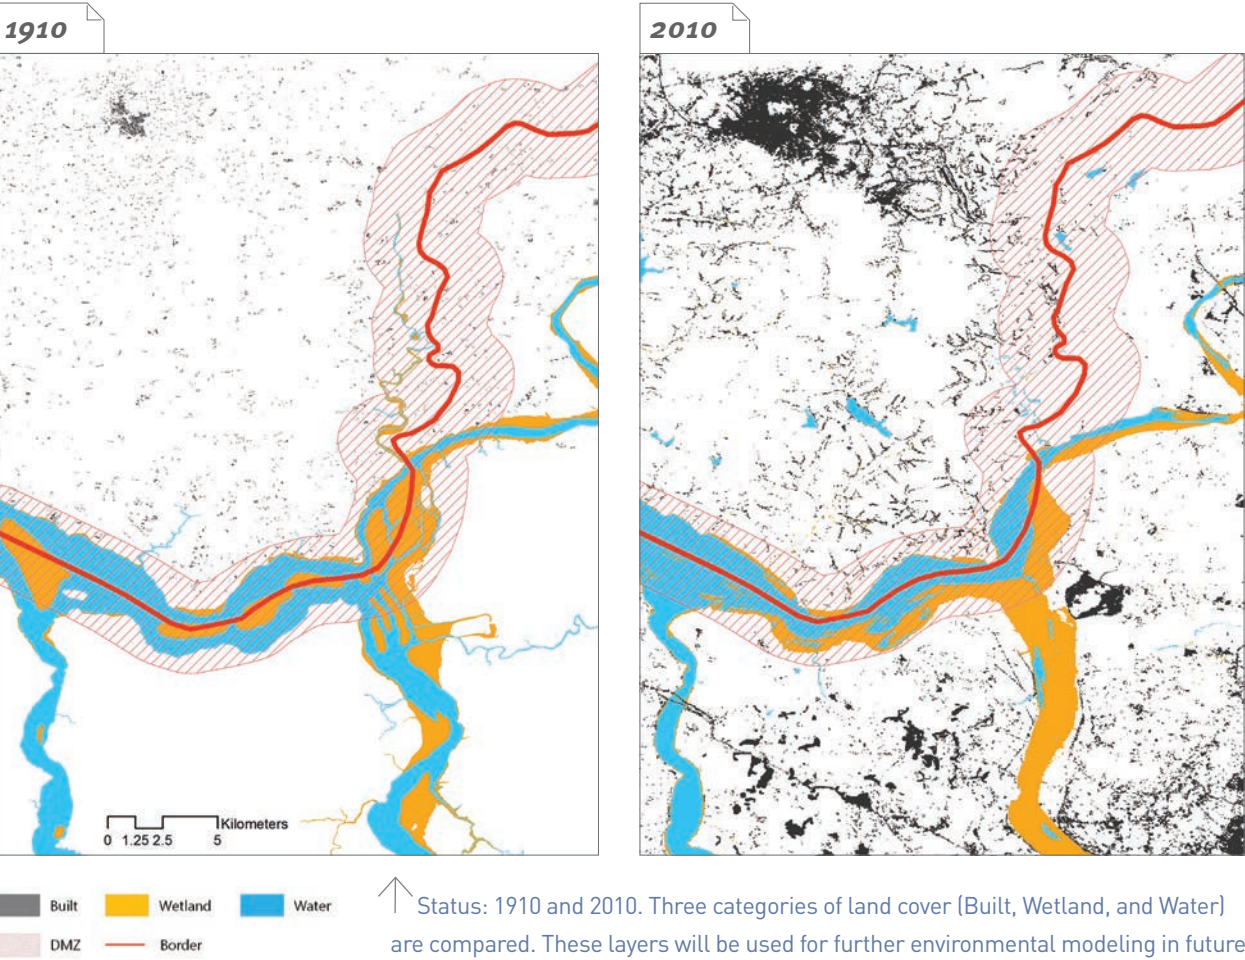 1910
2010
Kilometers
0 1.25 2.5 5
Built
Wetland
Water
DMZ
Border
Status: 1910 and 2010. Three categories of land cover (Built, Wetland, and Water)
are compared. These layers will be used for further environmental modeling in future